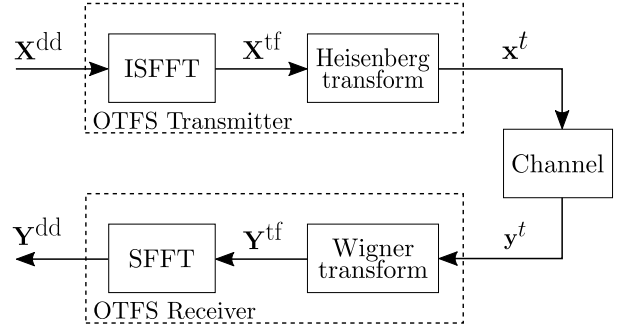 X^dd
ISFFT
X^tf
Heisenberg
transform
x^t
OTFS Transmitter
Channel
Y^dd
SFFT
Y^tf
Wigner
transform
y^t
OTFS Receiver